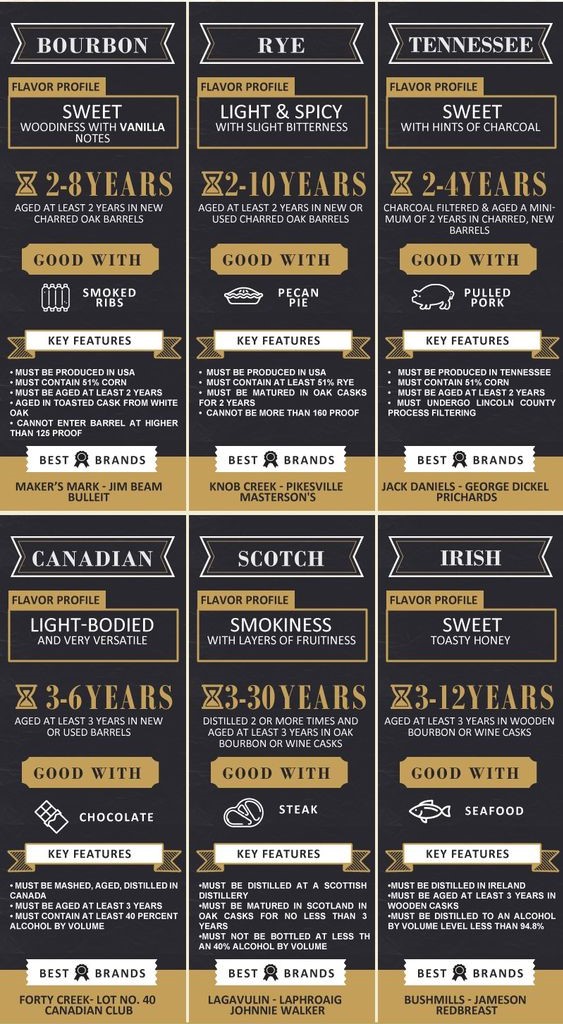 BOURBON
FLAVOR PROFILE
SWEET
WOODINESS WITH VANILLA
NOTES
2-8 YEARS
AGED AT LEAST 2 YEARS IN NEW
CHARRED OAK BARRELS
GOOD WITH
SMOKED
RIBS
KEY FEATURES
• MUST BE PRODUCED IN USA
• MUST CONTAIN 51% CORN
• MUST BE AGED AT LEAST 2 YEARS
• AGED IN TOASTED CASK FROM WHITE
OAK
• CANNOT ENTER BARREL AT HIGHER
THAN 125 PROOF
BEST BRANDS
MAKER'S MARK - JIM BEAM
BULLEIT
RYE
FLAVOR PROFILE
LIGHT & SPICY
WITH SLIGHT BITTERNESS
2-10 YEARS
AGED AT LEAST 2 YEARS IN NEW OR
USED CHARRED OAK BARRELS
GOOD WITH
PECAN
PIE
KEY FEATURES
• MUST BE PRODUCED IN USA
• MUST CONTAIN AT LEAST 51% RYE
• MUST BE MATURED IN OAK CASKS
FOR 2 YEARS
• CANNOT BE MORE THAN 160 PROOF
BEST BRANDS
KNOB CREEK - PIKESVILLE
MASTERSON'S
TENNESSEE
FLAVOR PROFILE
SWEET
WITH HINTS OF CHARCOAL
2-4 YEARS
CHARCOAL FILTERED & AGED A MINI-
MUM OF 2 YEARS IN CHARRED, NEW
BARRELS
GOOD WITH
PULLED
PORK
KEY FEATURES
• MUST BE PRODUCED IN TENNESSEE
• MUST CONTAIN 51% CORN
• MUST BE AGED AT LEAST 2 YEARS
• MUST UNDERGO LINCOLN COUNTY
PROCESS FILTERING
BEST BRANDS
JACK DANIELS - GEORGE DICKEL
PRICHARDS
CANADIAN
FLAVOR PROFILE
LIGHT-BODIED
AND VERY VERSATILE
3-6 YEARS
AGED AT LEAST 3 YEARS IN NEW
OR USED BARRELS
GOOD WITH
CHOCOLATE
KEY FEATURES
• MUST BE MASHED, AGED, DISTILLED IN
CANADA
• MUST BE AGED AT LEAST 3 YEARS
• MUST CONTAIN AT LEAST 40 PERCENT
ALCOHOL BY VOLUME
BEST BRANDS
FORTY CREEK- LOT NO. 40
CANADIAN CLUB
SCOTCH
FLAVOR PROFILE
SMOKINESS
WITH LAYERS OF FRUITINESS
3-30 YEARS
DISTILLED 2 OR MORE TIMES AND
AGED AT LEAST 3 YEARS IN OAK
BOURBON OR WINE CASKS
GOOD WITH
STEAK
KEY FEATURES
•MUST BE DISTILLED AT A SCOTTISH
DISTILLERY
•MUST BE MATURED IN SCOTLAND IN
OAK CASKS FOR NO LESS THAN 3
YEARS
•MUST NOT BE BOTTLED AT LESS TH
AN 40% ALCOHOL BY VOLUME
BEST BRANDS
LAGAVULIN - LAPHROAIG
JOHNNIE WALKER
IRISH
FLAVOR PROFILE
SWEET
TOASTY HONEY
3-12 YEARS
AGED AT LEAST 3 YEARS IN WOODEN
BOURBON OR WINE CASKS
GOOD WITH
SEAFOOD
KEY FEATURES
•MUST BE DISTILLED IN IRELAND
•MUST BE AGED AT LEAST 3 YEARS IN
WOODEN CASKS
•MUST BE DISTILLED TO AN ALCOHOL
BY VOLUME LEVEL LESS THAN 94.8%
BEST BRANDS
BUSHMILLS - JAMESON
REDBREAST